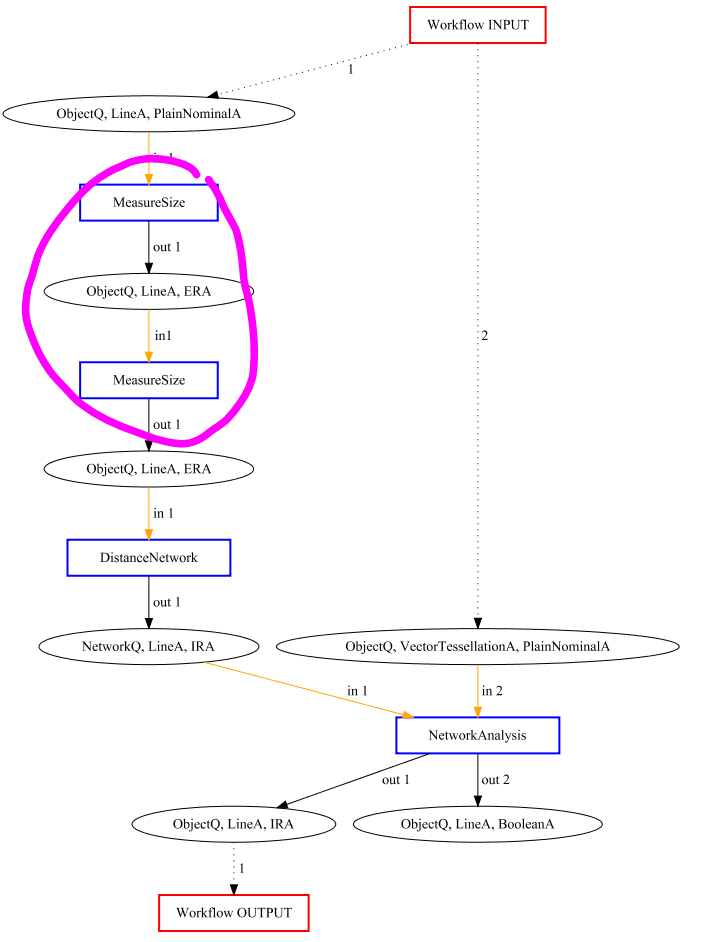 Workflow INPUT
1
ObjectQ, LineA, PlainNominalA
MeasureSize
out 1
ObjectQ, LineA, ERA
in1
2
MeasureSize
out 1
ObjectQ, LineA, ERA
in 1
DistanceNetwork
out 1
NetworkQ, LineA, IRA
ObjectQ, VectorTessellationA, PlainNominalA
in 1
in 2
NetworkAnalysis
out 1
out 2
ObjectQ, LineA, IRA
ObjectQ, LineA, BooleanA
1
Workflow OUTPUT